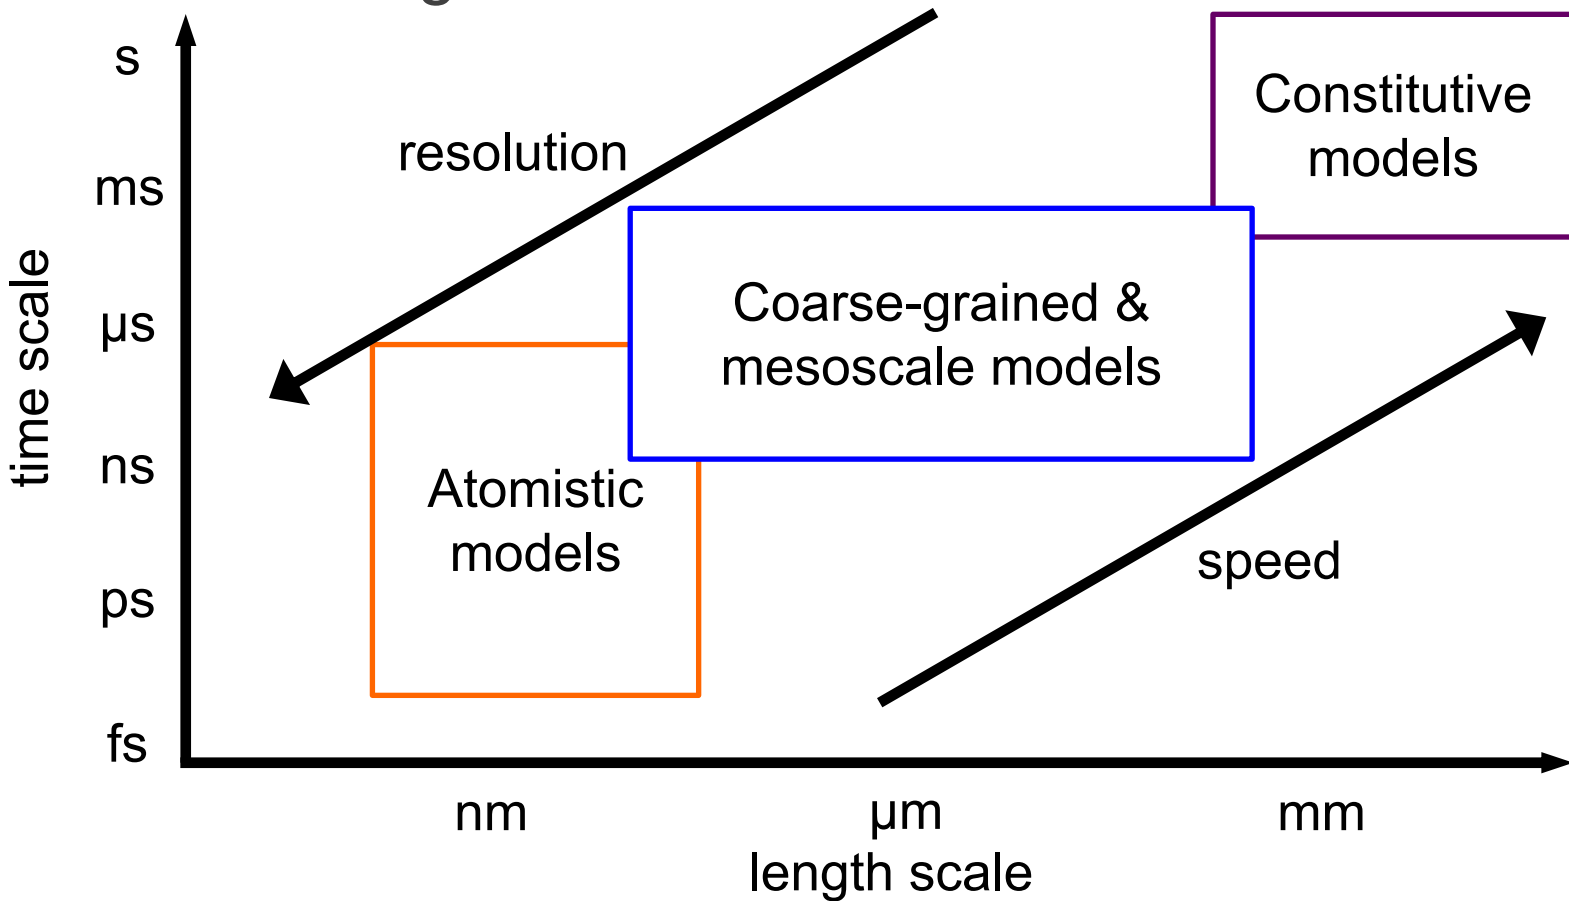 s
ms
µs
ns
ps
fs
time scale
resolution
Constitutive
models
Coarse-grained &
mesoscale models
Atomistic
models
speed
nm
µm
mm
length scale